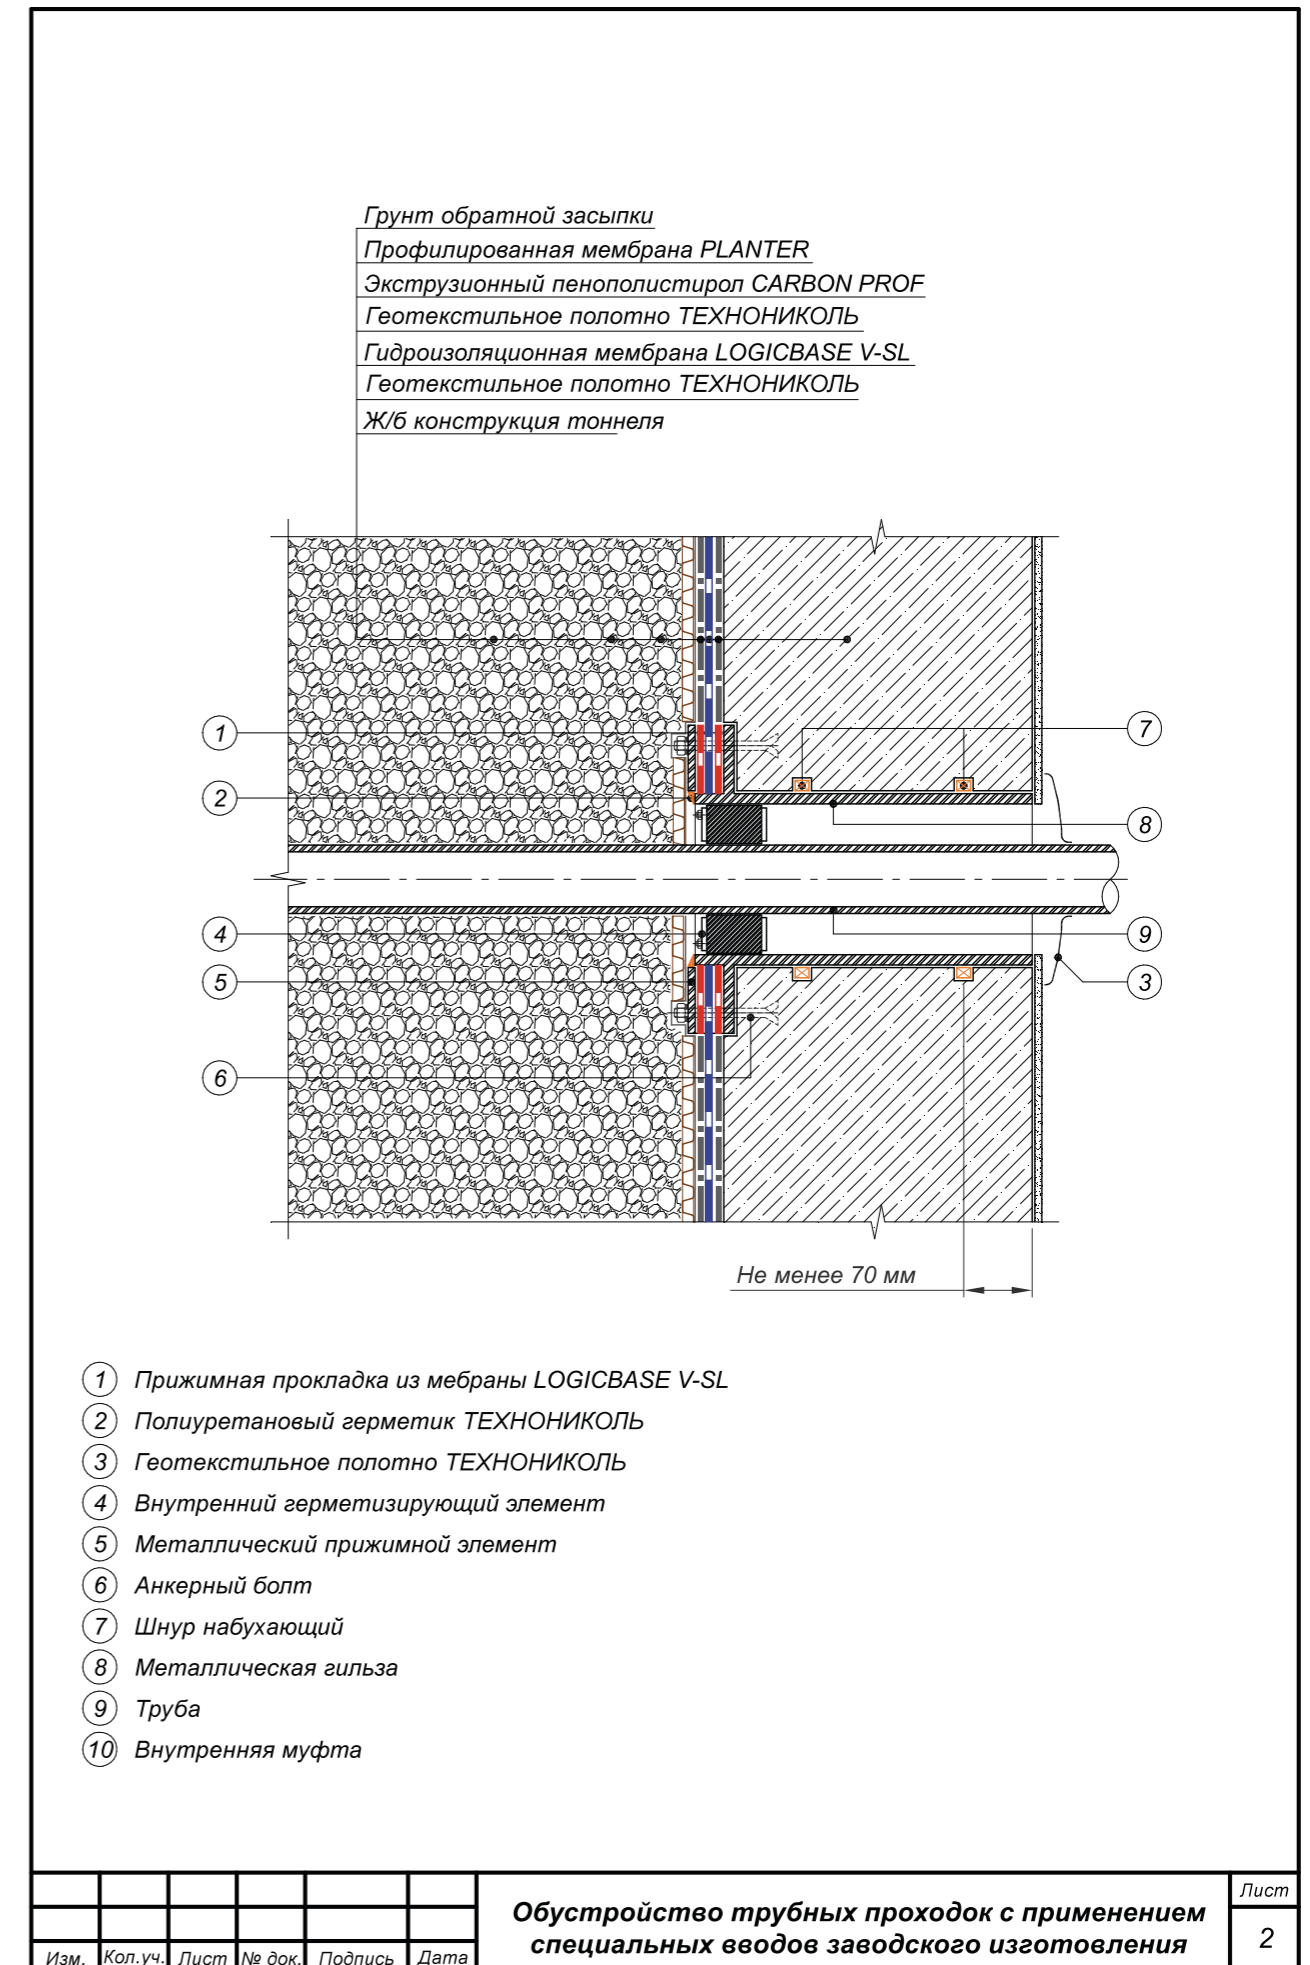 Грунт обратной засыпки
Профилированная мембрана PLANTER
Экструзионный пенополистирол CARBON PROF
Геотекстильное полотно ТЕХНОНИКОЛЬ
Гидроизоляционная мембрана LOGICBASE V-SL
Геотекстильное полотно ТЕХНОНИКОЛЬ
Ж/б конструкция тоннеля
1
7
2
8
4
9
5
3
6
Не менее 70 мм
1 Прижимная прокладка из мебраны LOGICBASE V-SL
2 Полиуретановый герметик ТЕХНОНИКОЛЬ
3 Геотекстильное полотно ТЕХНОНИКОЛЬ
4 Внутренний герметизирующий элемент
5 Металлический прижимной элемент
6 Анкерный болт
7 Шнур набухающий
8 Металлическая гильза
9 Труба
10 Внутренняя муфта
Обустройство трубных проходок с применением
специальных вводов заводского изготовления
Лист
2
Изм. Кол.уч. Лист № док. Подпись Дата